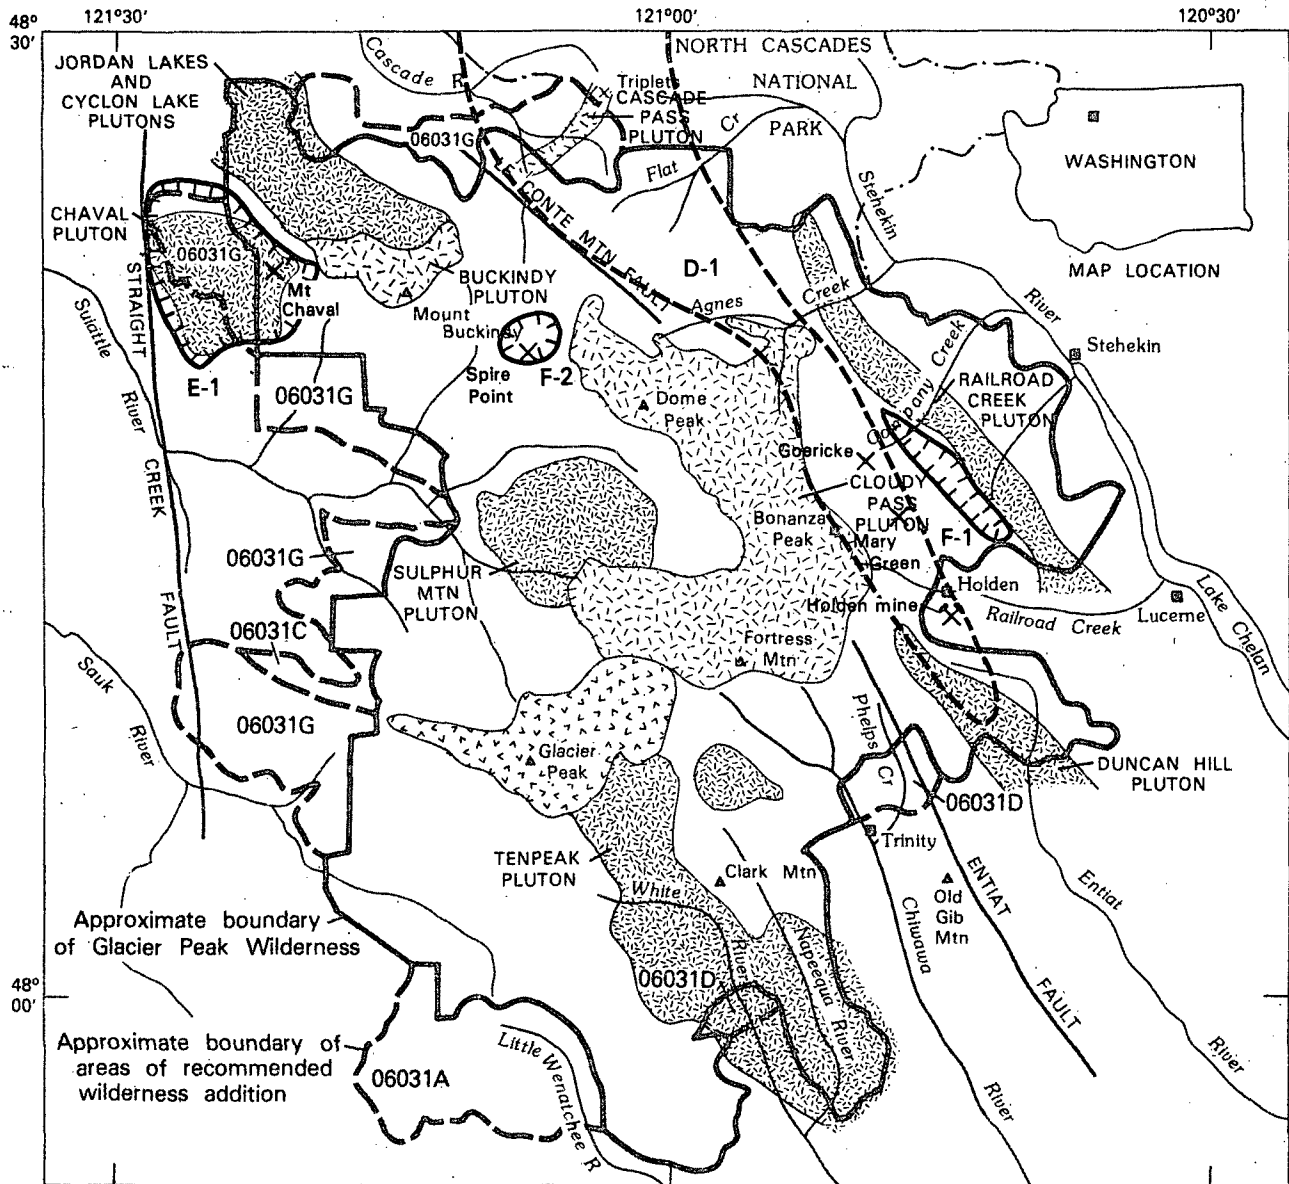 121°30'
121°00'
120°30'
48°
30'
JORDAN LAKES
AND
CYCLON LAKE
PLUTONS
Cascade R
NORTH CASCADES
NATIONAL
PARK
Triplets
CASCADE
PASS
PLUTON
06031G
Flat Cr
Stehekin
River
WASHINGTON
MAP LOCATION
CHAVAL
PLUTON
06031G
Mt
Chaval
LE CONTE MTN FAULT
D-1
BUCKINDY
PLUTON
Mount
Buckindy
Agnes Creek
STRAIGHT
CREEK
FAULT
Suiattle
River
E-1
06031G
Spire
Point
F-2
Dome
Peak
Company Creek
Stehekin
RAILROAD
CREEK
PLUTON
Goericke
CLOUDY
PASS
PLUTON
Bonanza
Peak
Mary
Green
F-1
06031G
SULPHUR
MTN
PLUTON
Holden
Holden mine
Railroad Creek
Lucerne
Lake Chelan
06031C
Fortress
Mtn
Sauk
River
06031G
Glacier
Peak
Phelps
Cr
DUNCAN HILL
PLUTON
06031D
Trinity
TENPEAK
PLUTON
White
River
Clark Mtn
Napeequa
River
Chiwawa
River
Old
Gib
Mtn
ENTIAT
FAULT
Entiat
River
Approximate boundary
of Glacier Peak Wilderness
06031D
48°
00'
Approximate boundary of
areas of recommended
wilderness addition
06031A
Little Wenatchee R